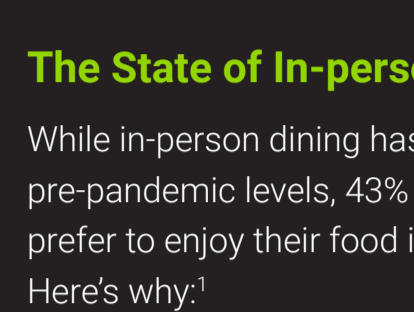 The State of In-pers
While in-person dining has
pre-pandemic levels, 43%
prefer to enjoy their food i
Here's why:1